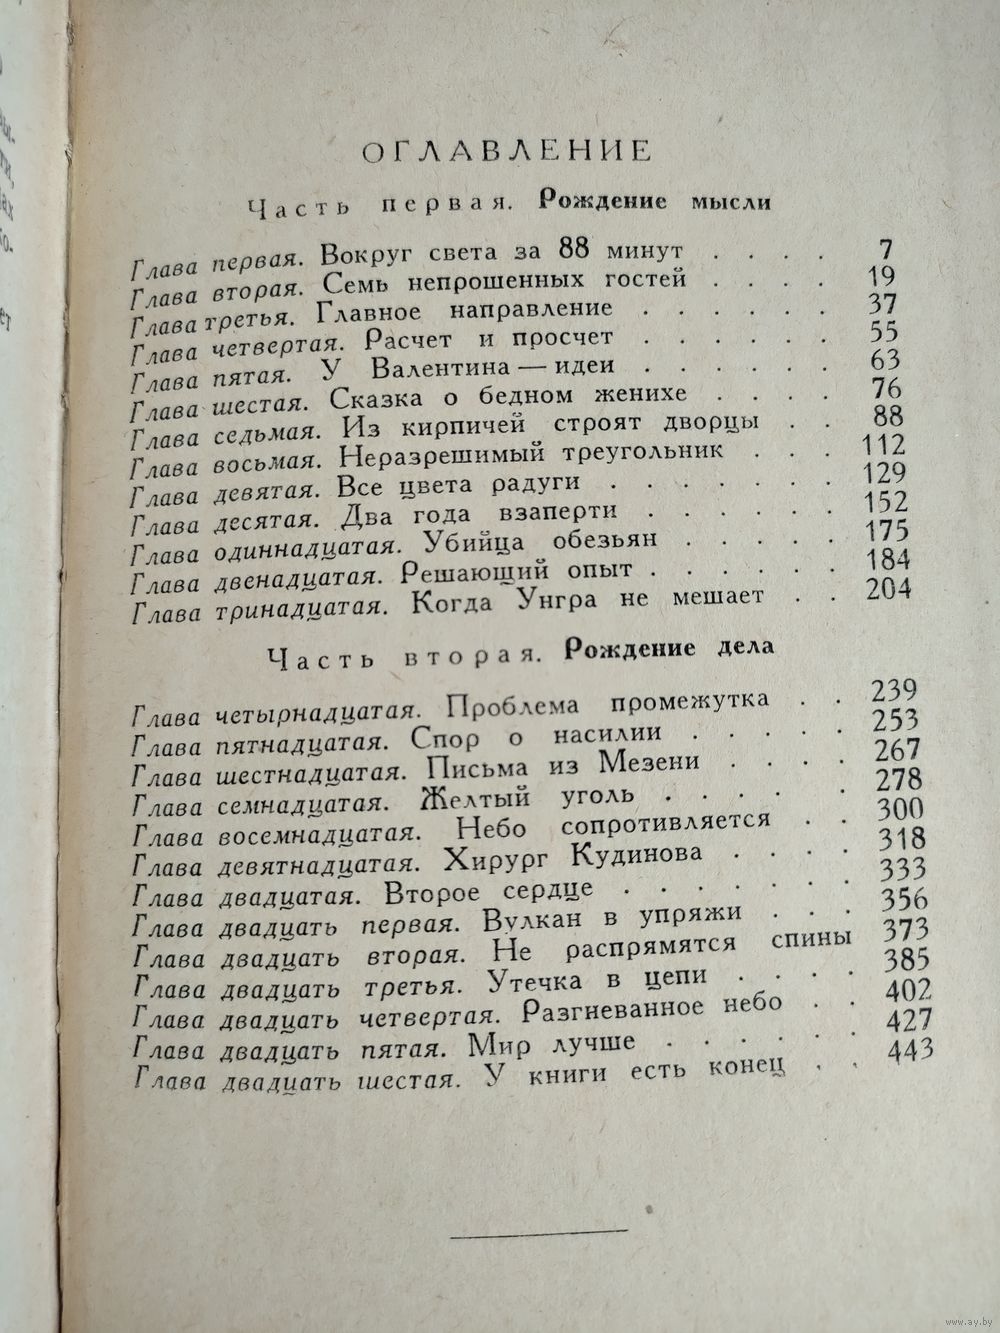 ОГЛАВЛЕНИЕ
Часть первая. Рождение мысли
Глава первая. Вокруг света за 88 минут . . . . 7
Глава вторая. Семь непрошенных гостей . . . . 19
Глава третья. Главное направление . . . . . . 37
Глава четвертая. Расчет и просчет . . . . . . 55
Глава пятая. У Валентина — идеи . . . . . . 63
Глава шестая. Сказка о бедном женихе . . . . 76
Глава седьмая. Из кирпичей строят дворцы . . 88
Глава восьмая. Неразрешимый треугольник . . . 112
Глава девятая. Все цвета радуги . . . . . . . 129
Глава десятая. Два года взаперти . . . . . . 152
Глава одиннадцатая. Убийца обезьян . . . . . 175
Глава двенадцатая. Решающий опыт . . . . . . 184
Глава тринадцатая. Когда Унгра не мешает . . 204
Часть вторая. Рождение дела
Глава четырнадцатая. Проблема промежутка . . 239
Глава пятнадцатая. Спор о насилии . . . . . 253
Глава шестнадцатая. Письма из Мезени . . . . 267
Глава семнадцатая. Желтый уголь . . . . . 278
Глава восемнадцатая. Небо сопротивляется . . 300
Глава девятнадцатая. Хирург Кудинова . . . . 318
Глава двадцатая. Второе сердце . . . . . . . 333
Глава двадцать первая. Вулкан в упряжи . . . 356
Глава двадцать вторая. Не распрямятся спины 373
Глава двадцать третья. Утечка в цепи . . . . 385
Глава двадцать четвертая. Разгневанное небо . . 402
Глава двадцать пятая. Мир лучше . . . . . . 427
Глава двадцать шестая. У книги есть конец . . 443
www.ay.by